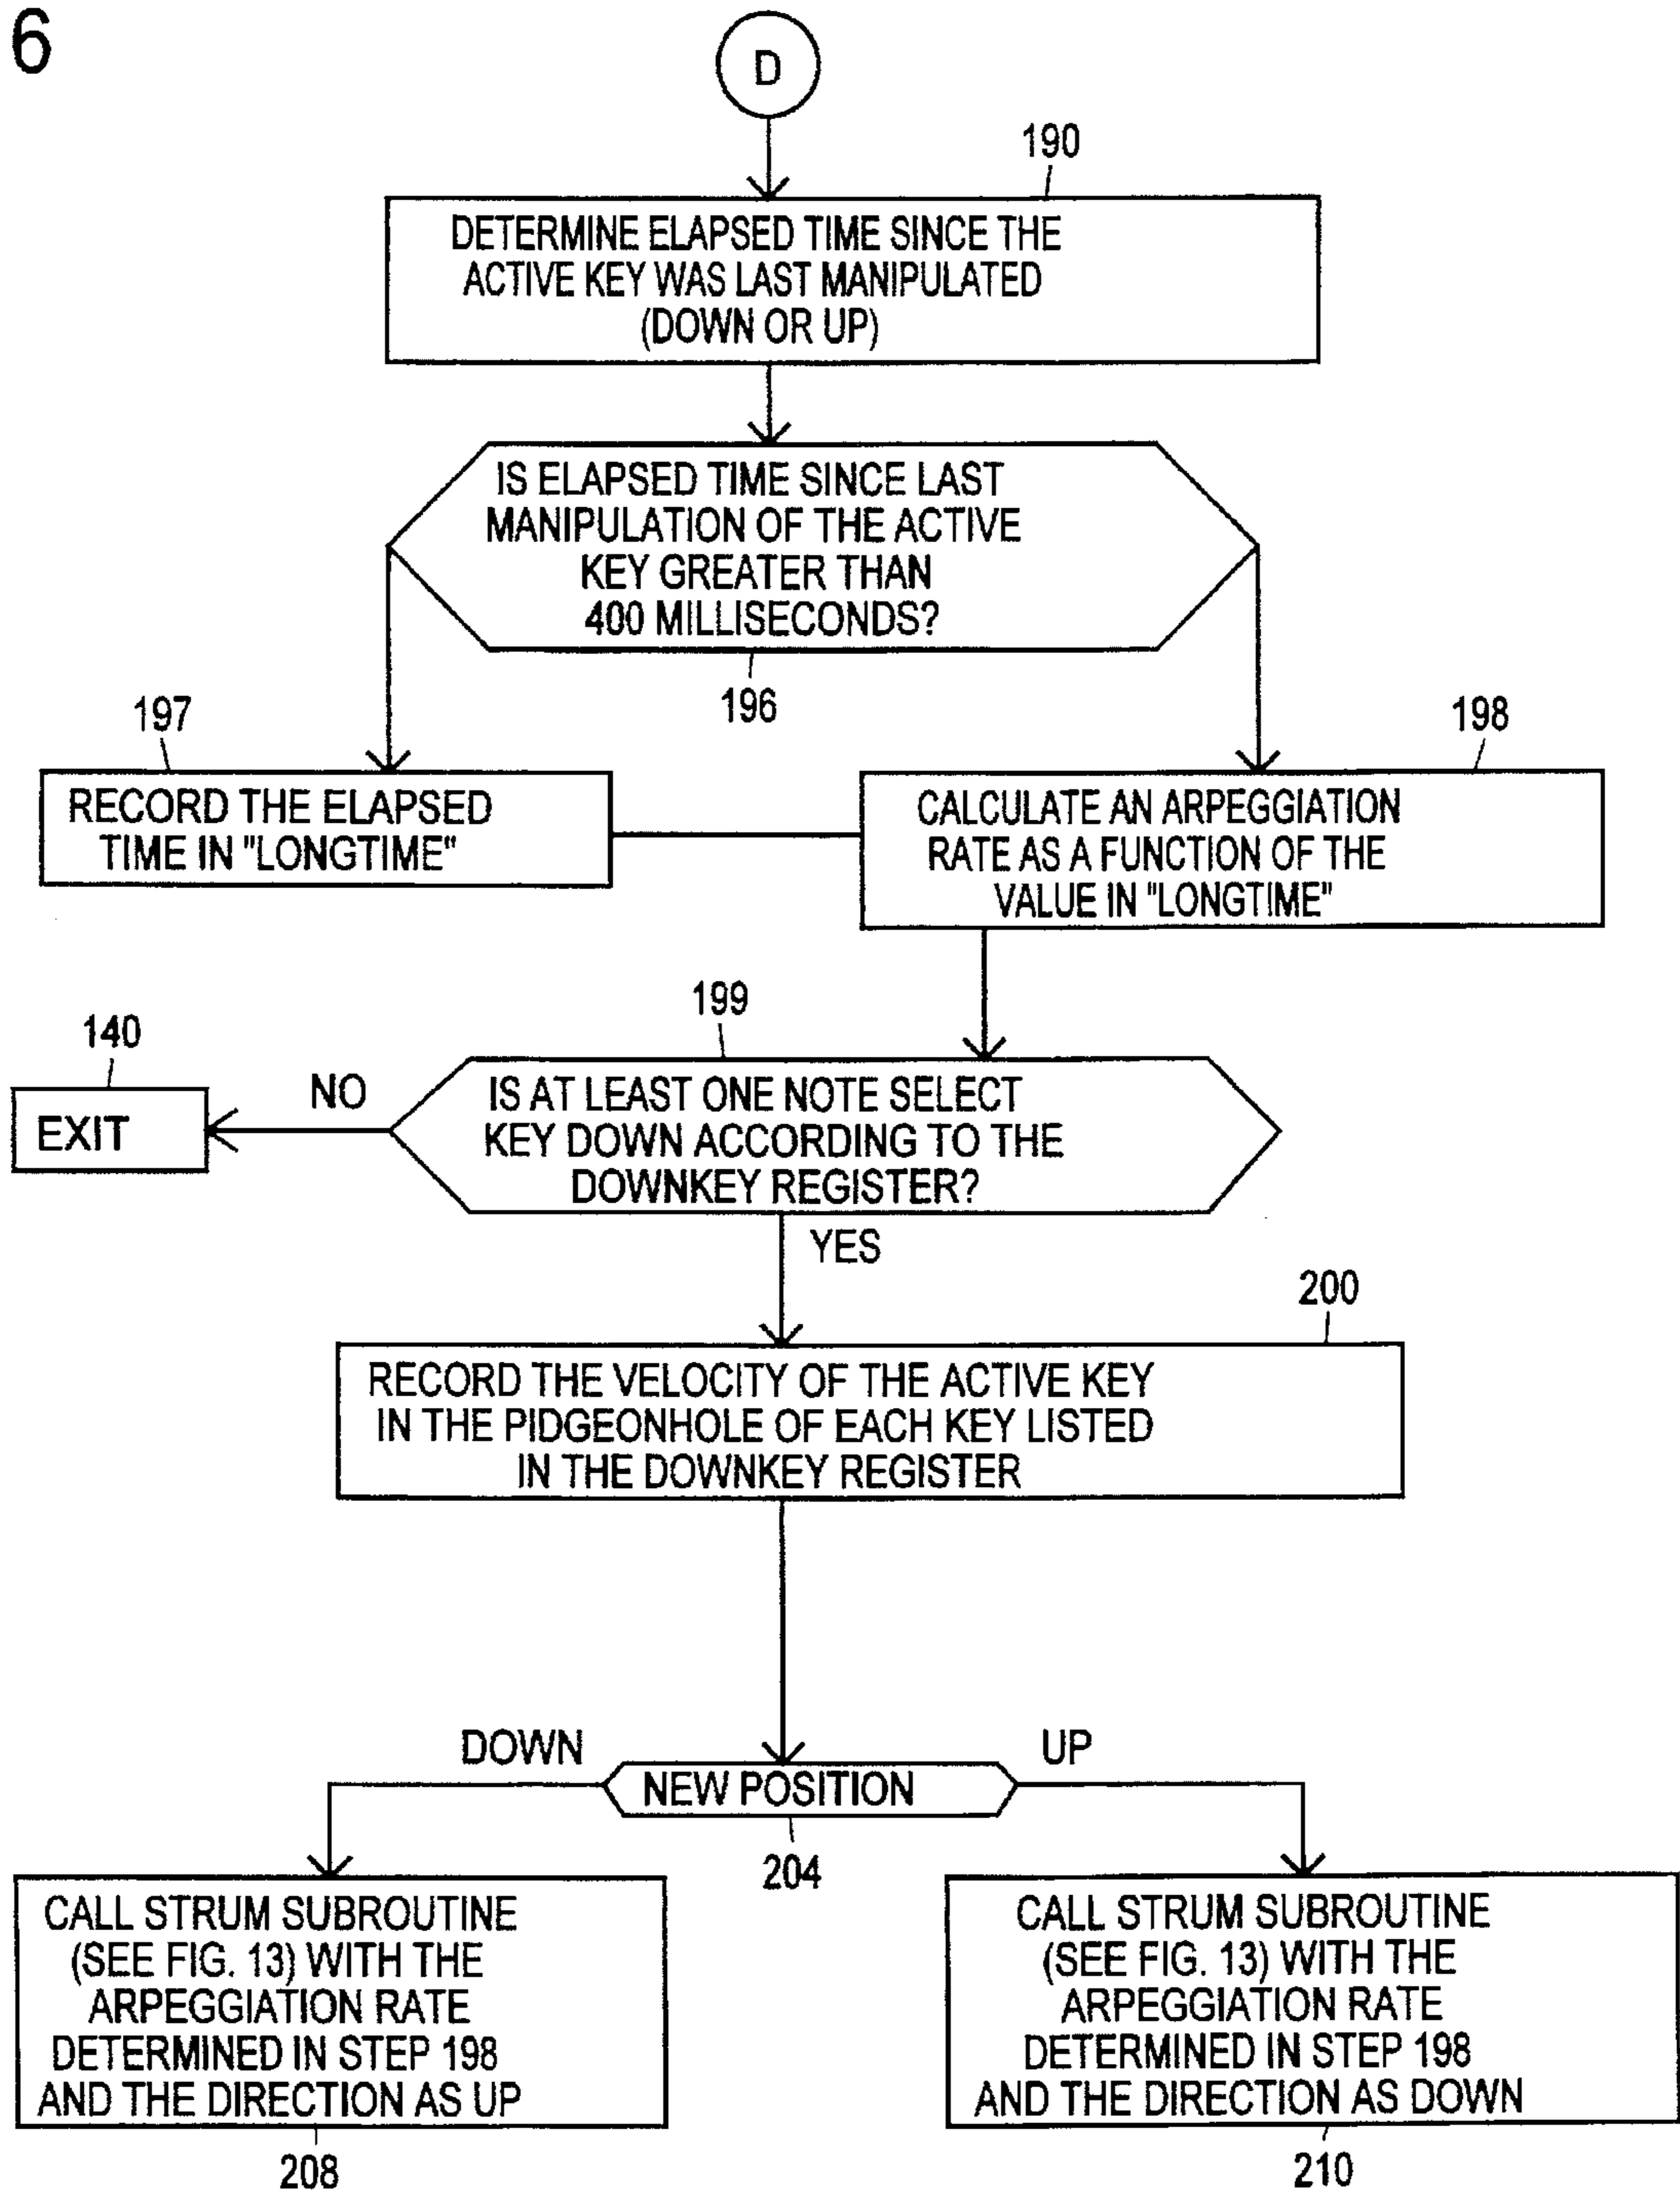 6
D
190
DETERMINE ELAPSED TIME SINCE THE
ACTIVE KEY WAS LAST MANIPULATED
(DOWN OR UP)
IS ELAPSED TIME SINCE LAST
MANIPULATION OF THE ACTIVE
KEY GREATER THAN
400 MILLISECONDS?
196
197
RECORD THE ELAPSED
TIME IN "LONGTIME"
198
CALCULATE AN ARPEGGIATION
RATE AS A FUNCTION OF THE
VALUE IN "LONGTIME"
199
IS AT LEAST ONE NOTE SELECT
KEY DOWN ACCORDING TO THE
DOWNKEY REGISTER?
NO
140
EXIT
YES
200
RECORD THE VELOCITY OF THE ACTIVE KEY
IN THE PIDGEONHOLE OF EACH KEY LISTED
IN THE DOWNKEY REGISTER
DOWN
NEW POSITION
UP
204
CALL STRUM SUBROUTINE
(SEE FIG. 13) WITH THE
ARPEGGIATION RATE
DETERMINED IN STEP 198
AND THE DIRECTION AS UP
208
CALL STRUM SUBROUTINE
(SEE FIG. 13) WITH THE
ARPEGGIATION RATE
DETERMINED IN STEP 198
AND THE DIRECTION AS DOWN
210